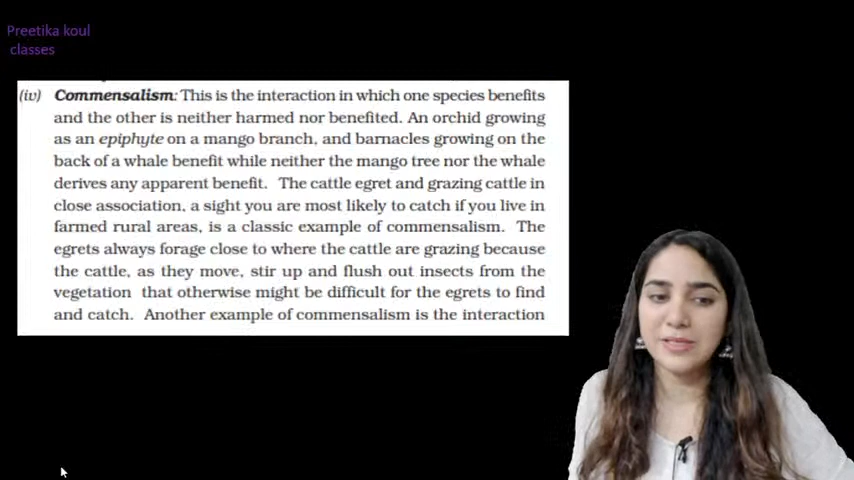 Preetika koul
classes
(iv) Commensalism: This is the interaction in which one species benefits
and the other is neither harmed nor benefited. An orchid growing
as an epiphyte on a mango branch, and barnacles growing on the
back of a whale benefit while neither the mango tree nor the whale
derives any apparent benefit. The cattle egret and grazing cattle in
close association, a sight you are most likely to catch if you live in
farmed rural areas, is a classic example of commensalism. The
egrets always forage close to where the cattle are grazing because
the cattle, as they move, stir up and flush out insects from the
vegetation that otherwise might be difficult for the egrets to find
and catch. Another example of commensalism is the interaction